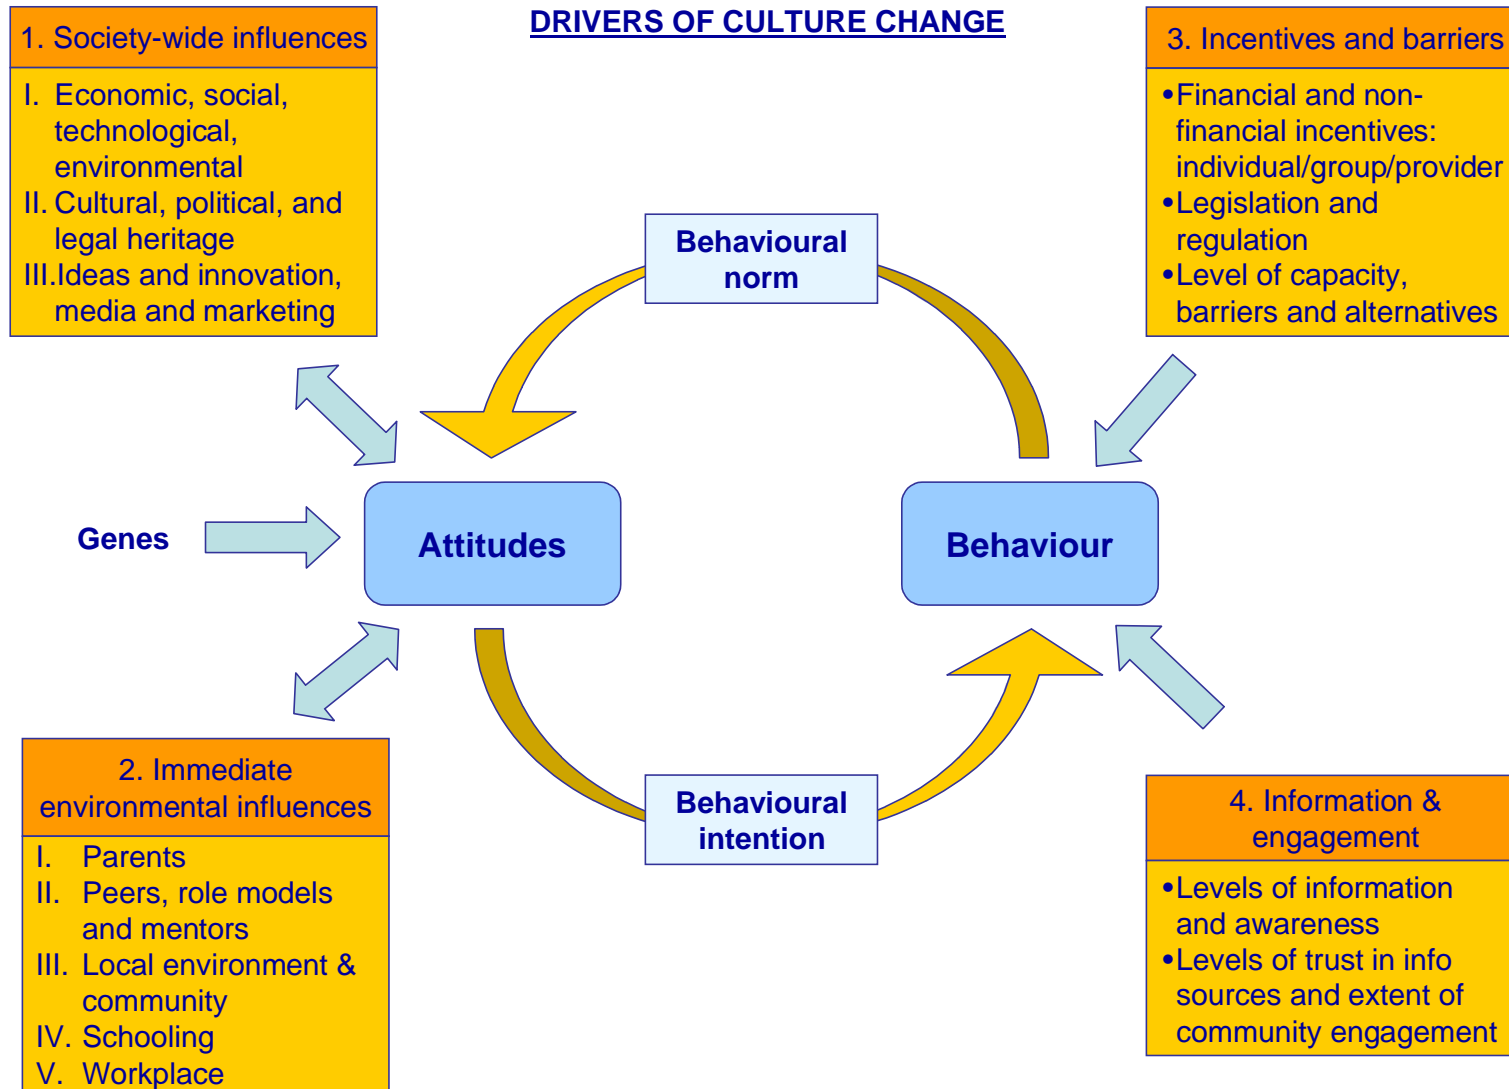 DRIVERS OF CULTURE CHANGE
1. Society-wide influences
I. Economic, social,
technological,
environmental
II. Cultural, political, and
legal heritage
III.Ideas and innovation,
media and marketing
3. Incentives and barriers
•Financial and non-
financial incentives:
individual/group/provider
•Legislation and
regulation
•Level of capacity,
barriers and alternatives
Behavioural
norm
Genes
Attitudes
Behaviour
Behavioural
intention
2. Immediate
environmental influences
I. Parents
II. Peers, role models
and mentors
III. Local environment &
community
IV. Schooling
V. Workplace
4. Information &
engagement
•Levels of information
and awareness
•Levels of trust in info
sources and extent of
community engagement